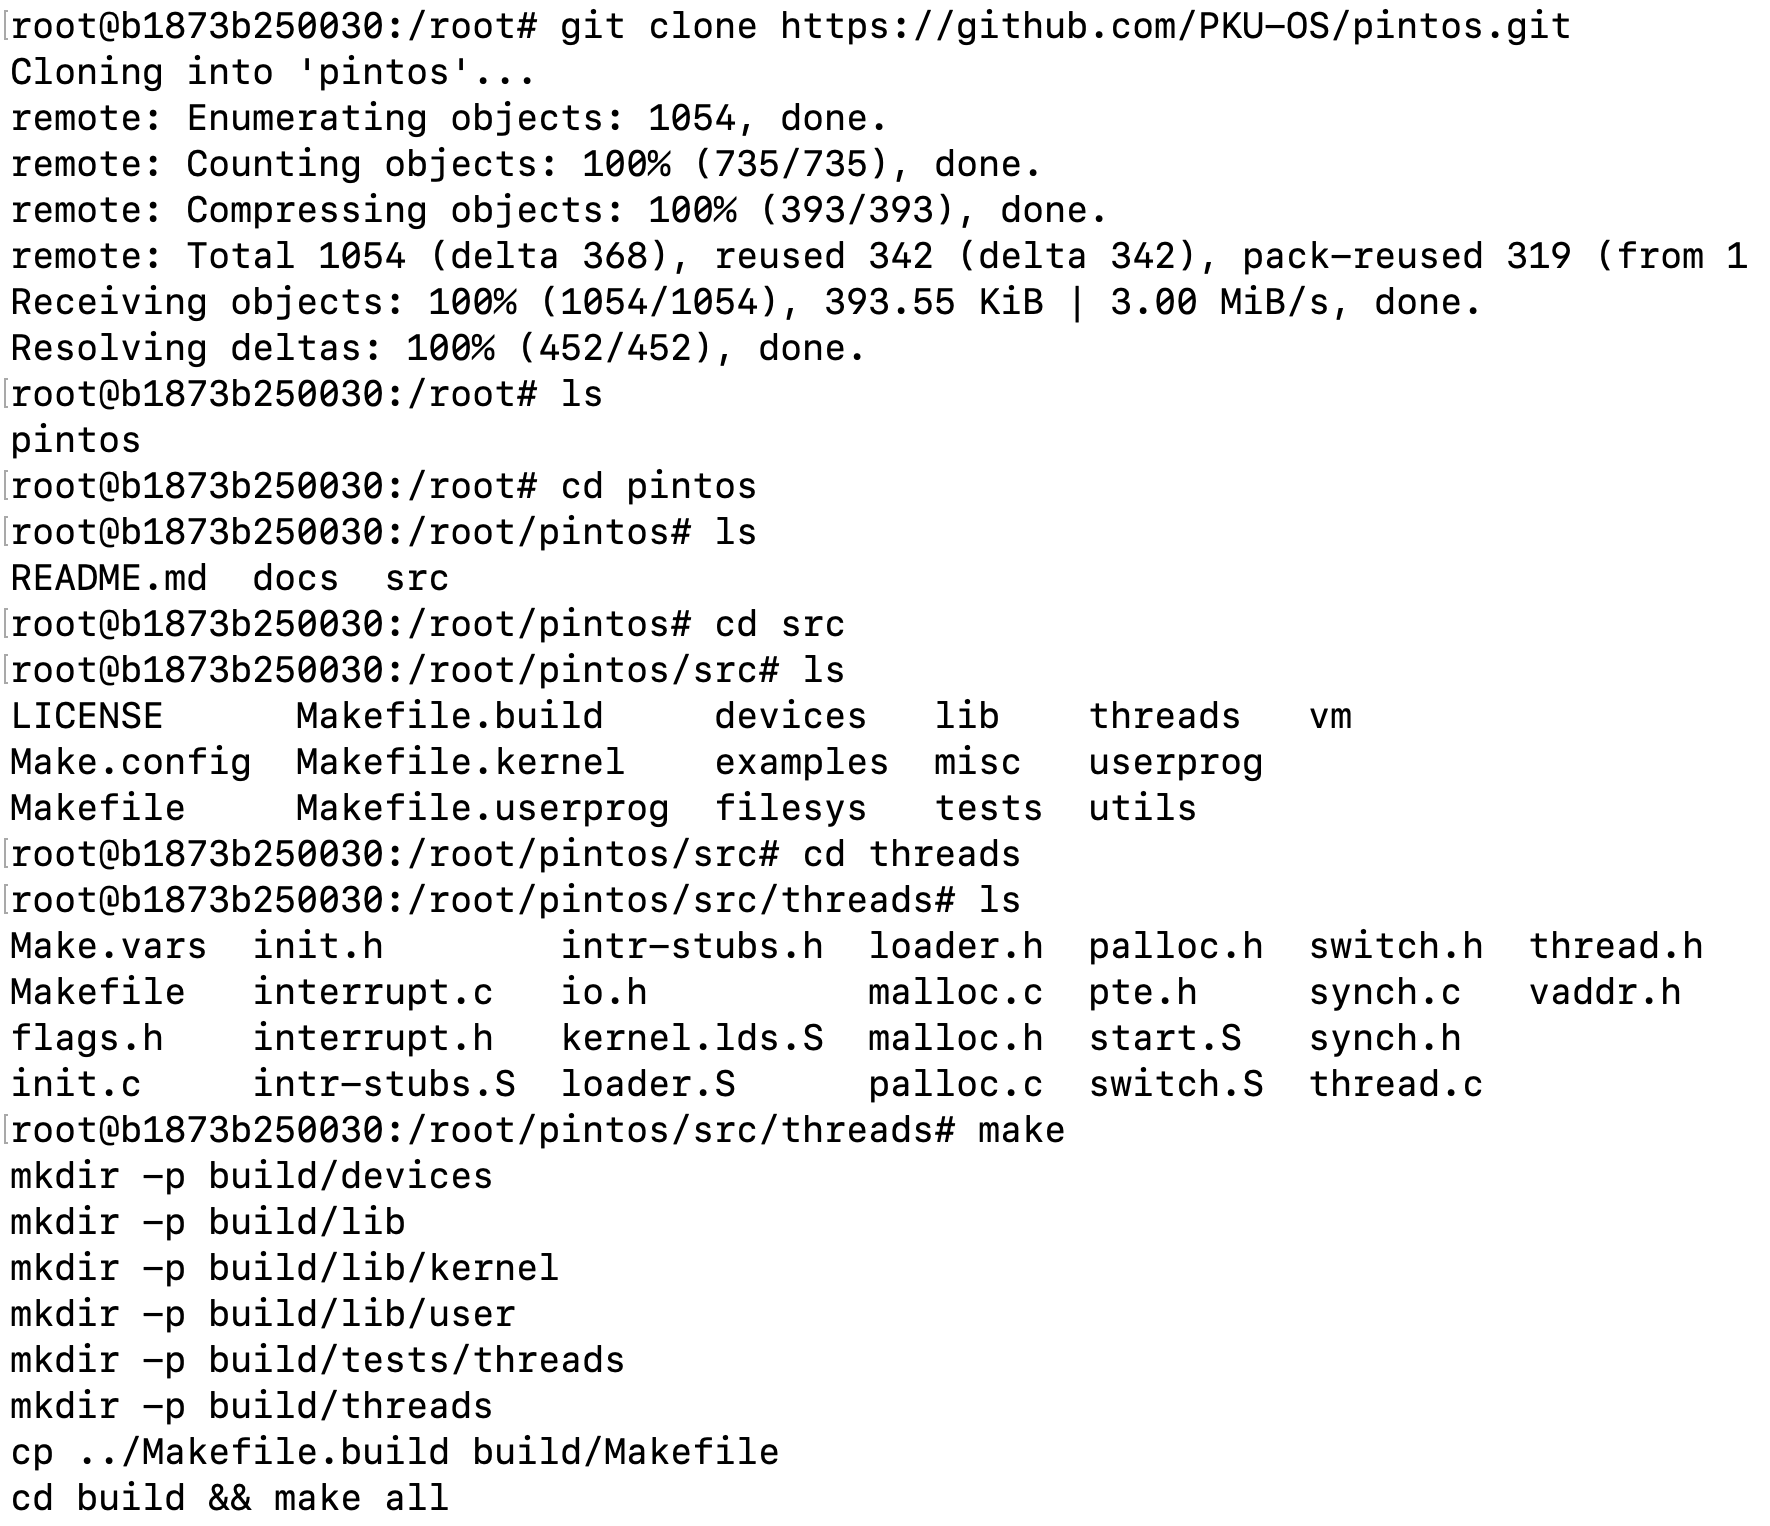 [root@b1873b250030:/root# git clone https://github.com/PKU-OS/pintos.git
Cloning into 'pintos'...
remote: Enumerating objects: 1054, done.
remote: Counting objects: 100% (735/735), done.
remote: Compressing objects: 100% (393/393), done.
remote: Total 1054 (delta 368), reused 342 (delta 342), pack-reused 319 (from 1
Receiving objects: 100% (1054/1054), 393.55 KiB | 3.00 MiB/s, done.
Resolving deltas: 100% (452/452), done.
[root@b1873b250030:/root# ls
pintos
[root@b1873b250030:/root# cd pintos
[root@b1873b250030:/root/pintos# ls
README.md  docs  src
[root@b1873b250030:/root/pintos# cd src
[root@b1873b250030:/root/pintos/src# ls
LICENSE      Makefile.build     devices   lib    threads   vm
Make.config  Makefile.kernel    examples  misc   userprog
Makefile     Makefile.userprog  filesys   tests  utils
[root@b1873b250030:/root/pintos/src# cd threads
[root@b1873b250030:/root/pintos/src/threads# ls
Make.vars  init.h        intr-stubs.h  loader.h  palloc.h  switch.h  thread.h
Makefile   interrupt.c   io.h          malloc.c  pte.h     synch.c   vaddr.h
flags.h    interrupt.h   kernel.lds.S  malloc.h  start.S   synch.h
init.c     intr-stubs.S  loader.S      palloc.c  switch.S  thread.c
[root@b1873b250030:/root/pintos/src/threads# make
mkdir -p build/devices
mkdir -p build/lib
mkdir -p build/lib/kernel
mkdir -p build/lib/user
mkdir -p build/tests/threads
mkdir -p build/threads
cp ../Makefile.build build/Makefile
cd build && make all